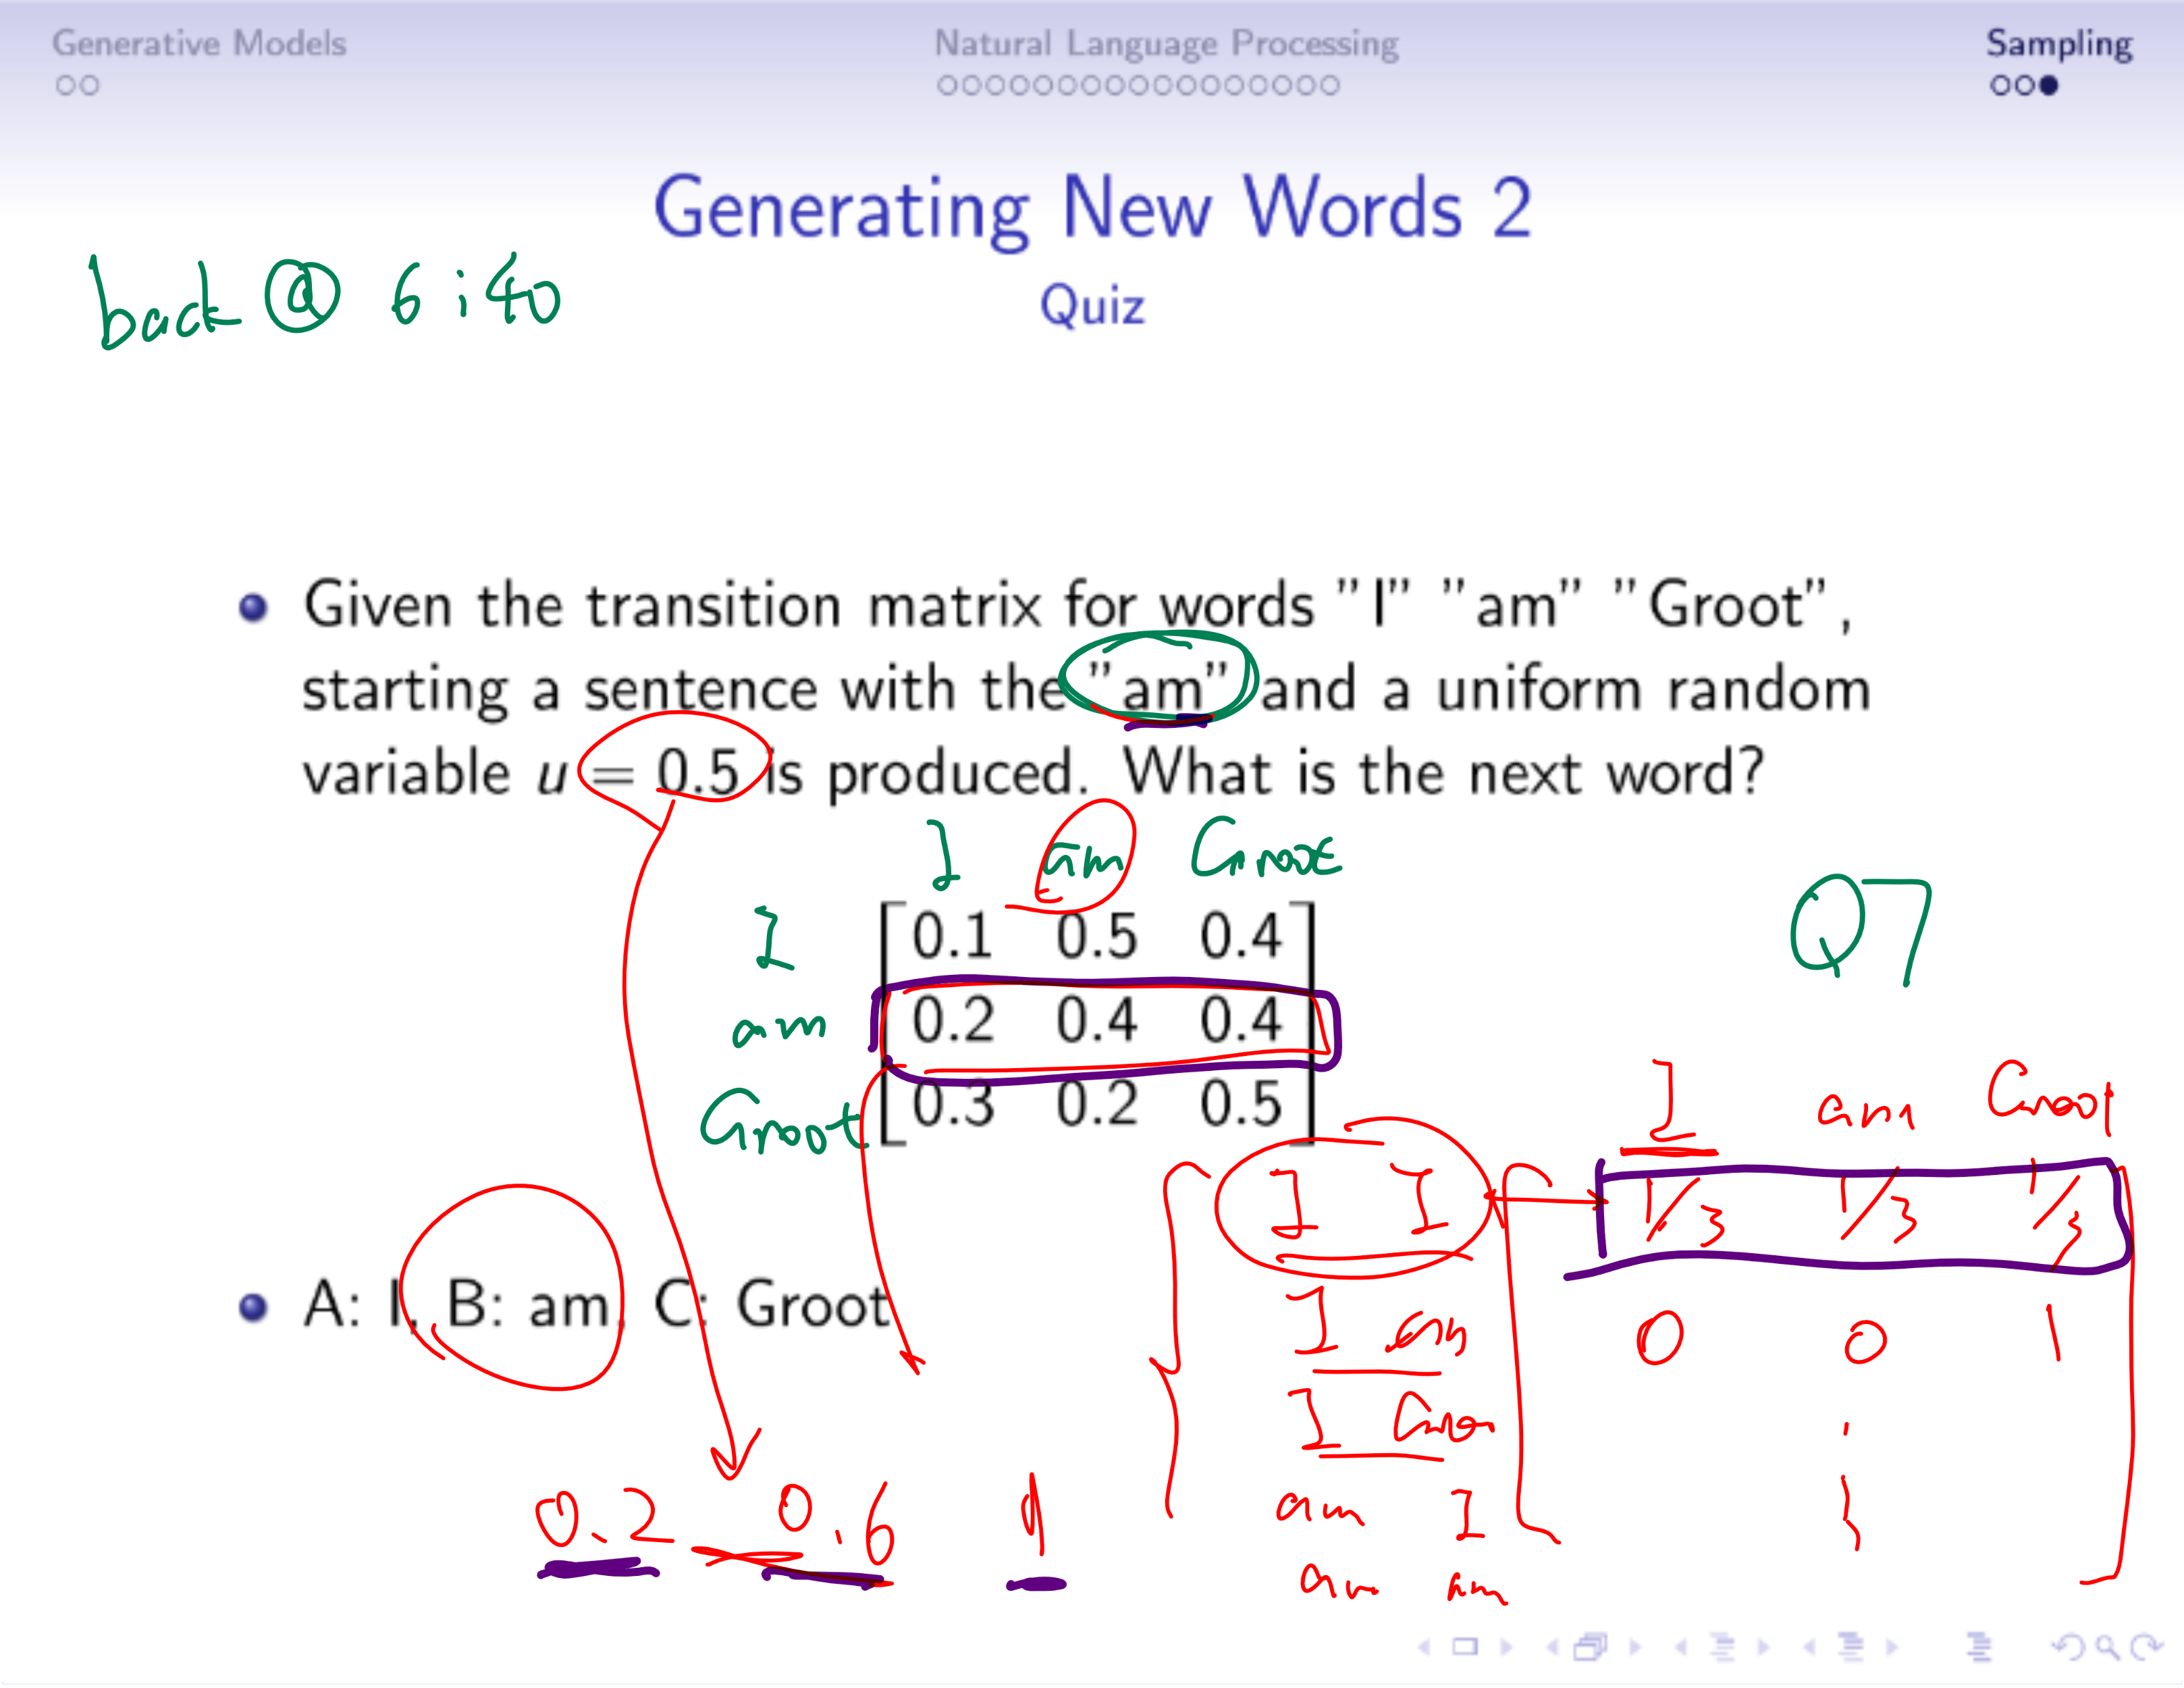 Generative Models Natural Language Processing Sampling
Generating New Words 2
back @ 6:40
Quiz
Given the transition matrix for words "I" "am" "Groot",
starting a sentence with the "am" and a uniform random
variable u = 0.5 is produced. What is the next word?
I am Groot
I 0.1 0.5 0.4
Q7
am 0.2 0.4 0.4
Groot 0.3 0.2 0.5
I am Groot
I I 1/3 1/3 1/3
A: I, B: am, C: Groot
I am 0 0 1
I Groo
0.2 0.6 1
am I
am am